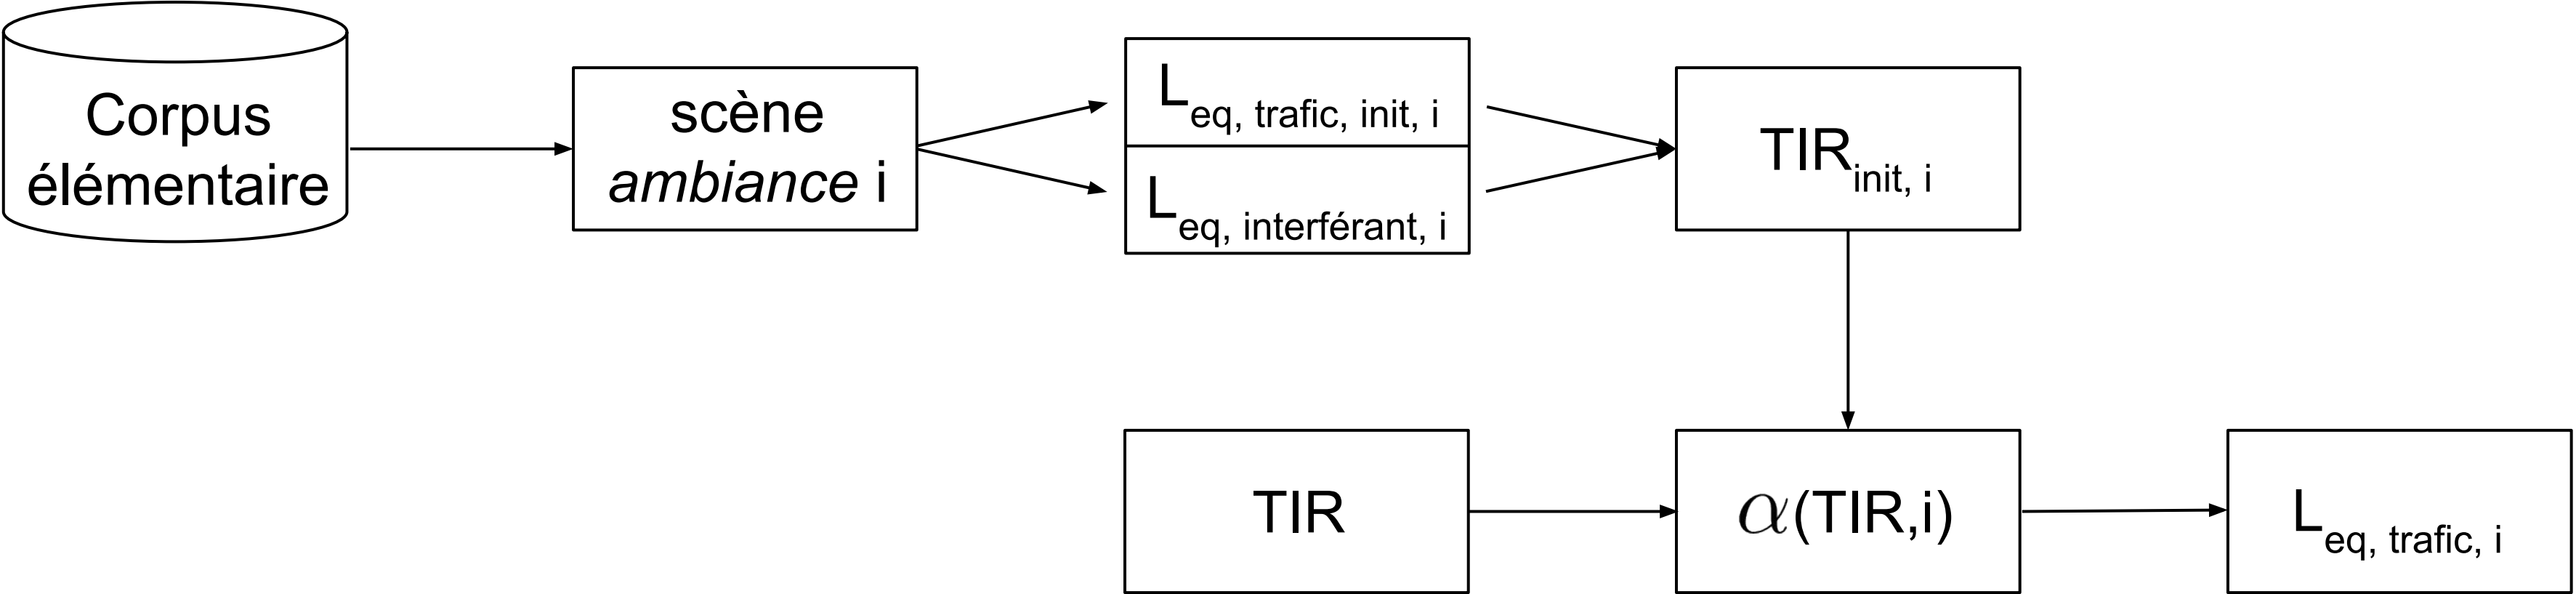 Corpus
élémentaire
scène
ambiance i
Leq, trafic, init, i
Leq, interférant, i
TIRinit, i
TIR
α(TIR,i)
Leq, trafic, i